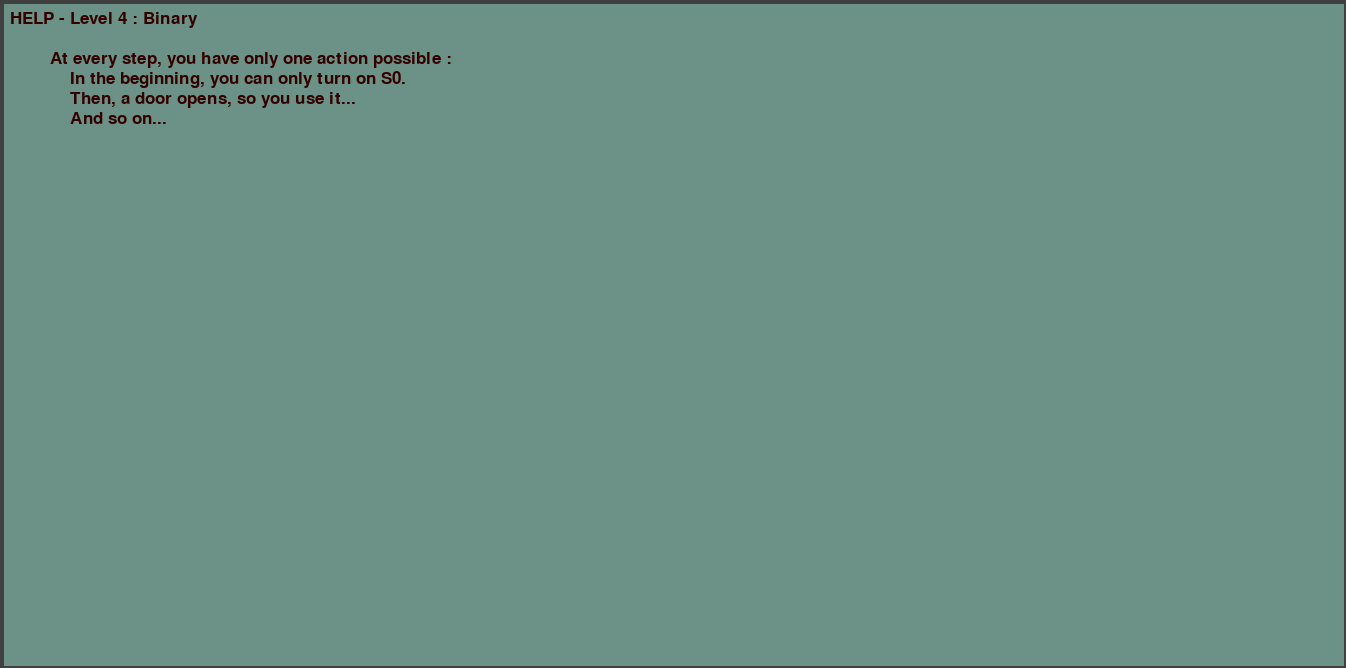 HELP - Level 4 : Binary
At every step, you have only one action possible :
In the beginning, you can only turn on S0.
Then, a door opens, so you use it...
And so on...